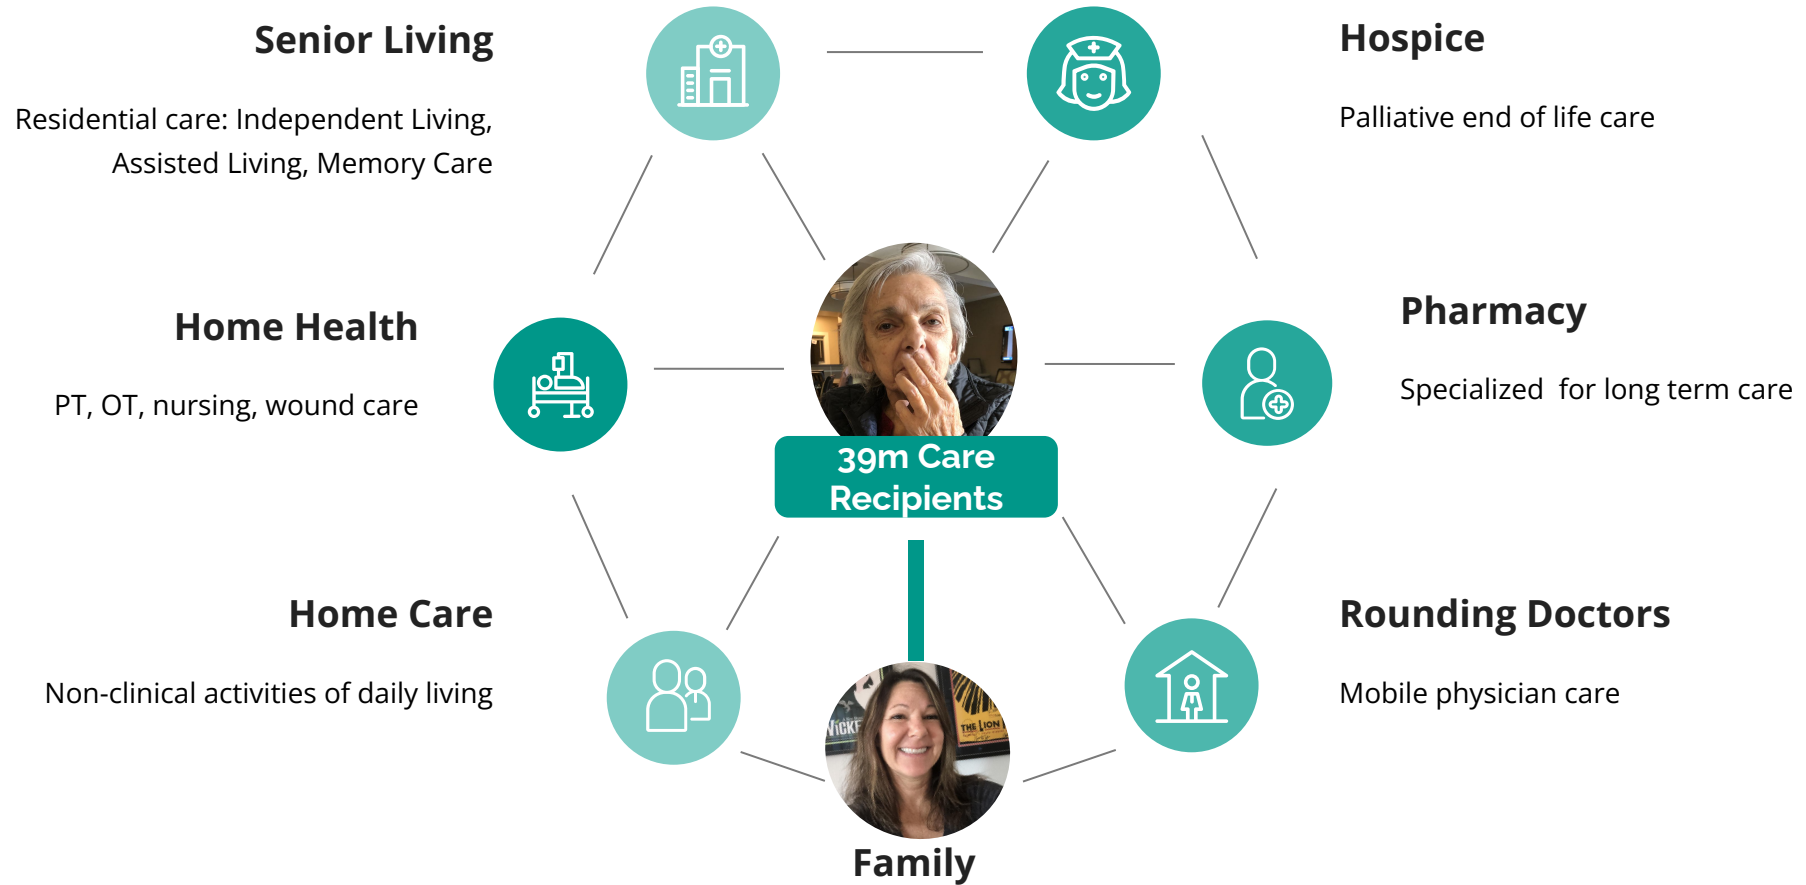 Senior Living
Residential care: Independent Living,
Assisted Living, Memory Care
Hospice
Palliative end of life care
Home Health
PT, OT, nursing, wound care
Pharmacy
Specialized  for long term care
39m Care
Recipients
Home Care
Non-clinical activities of daily living
Rounding Doctors
Mobile physician care
THE LION
Family